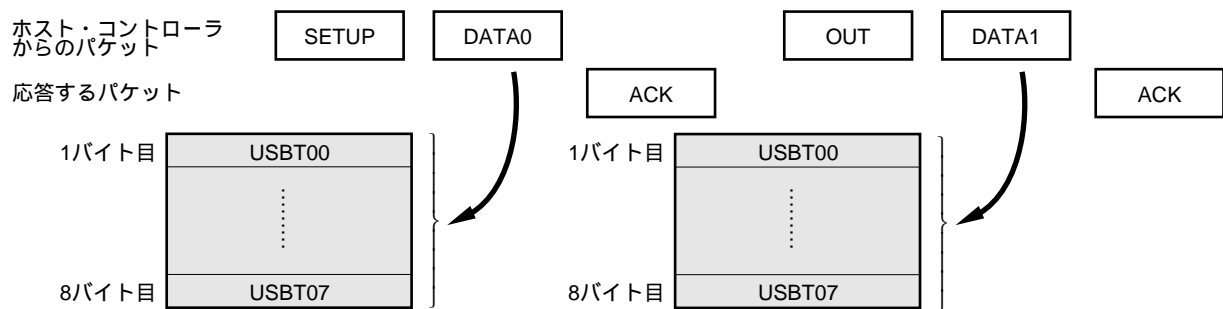 ホスト・コントローラ
からのパケット
SETUP
DATA0
OUT
DATA1
応答するパケット
ACK
ACK
1バイト目
USBT00
1バイト目
USBT00
8バイト目
USBT07
8バイト目
USBT07